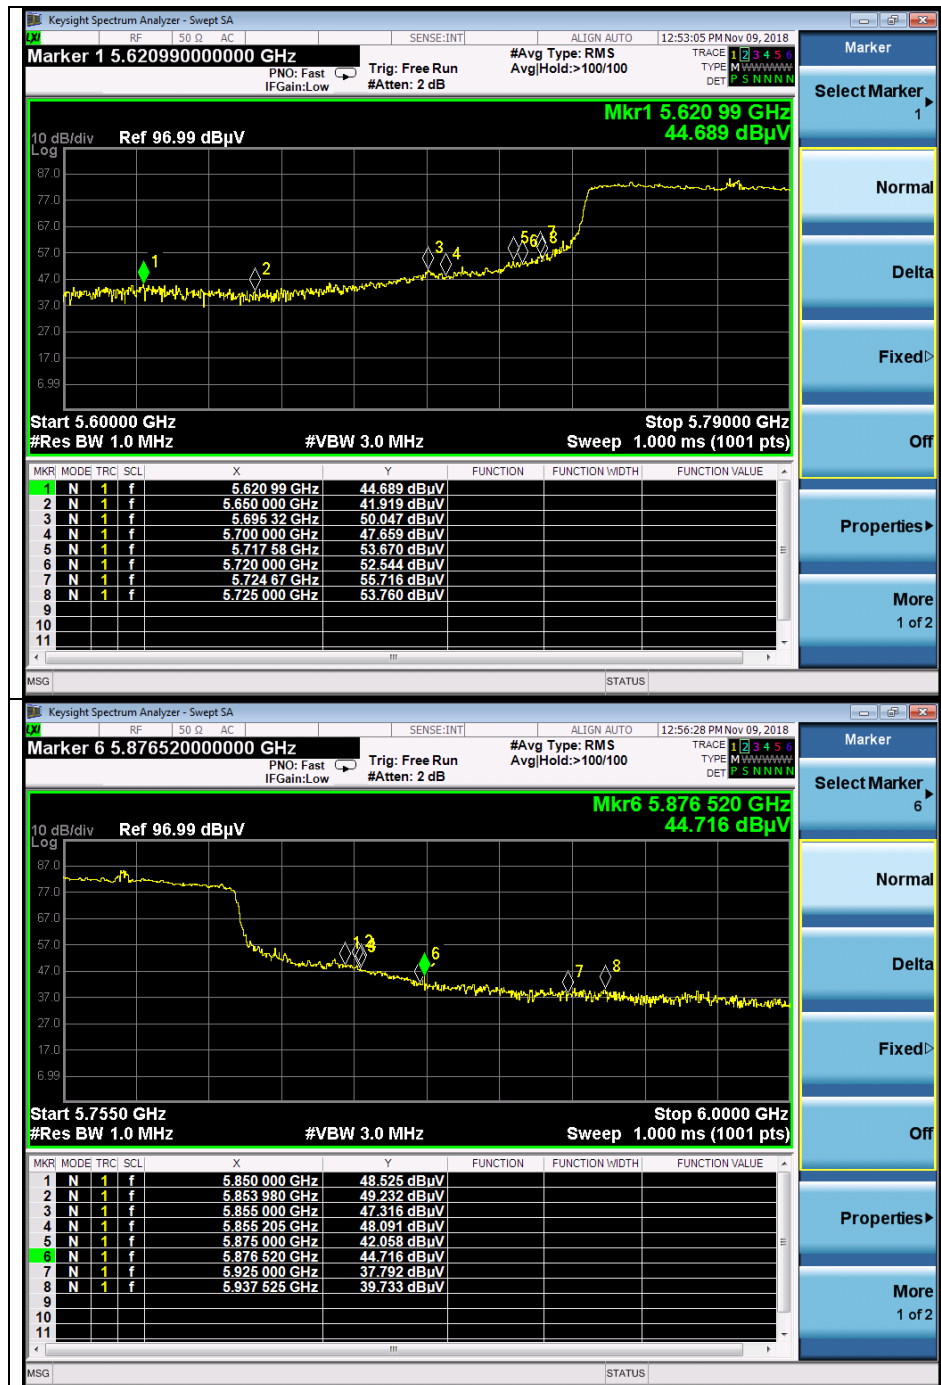 Keysight Spectrum Analyzer - Swept SA
LXI RF 50 Ω AC SENSE:INT ALIGN AUTO 12:53:05 PM Nov 09, 2018
Marker 1 5.620990000000 GHz
PNO: Fast
IFGain:Low
Trig: Free Run
#Atten: 2 dB
#Avg Type: RMS
Avg|Hold:>100/100
TRACE 1 2 3 4 5 6
TYPE M WWWWW
DET P S N N N N
Mkr1 5.620 99 GHz
44.689 dBµV
10 dB/div Ref 96.99 dBµV
Log
87.0
77.0
67.0
57.0
47.0
37.0
27.0
17.0
6.99
1 2 3 4 5 6 7 8
Start 5.60000 GHz Stop 5.79000 GHz
#Res BW 1.0 MHz #VBW 3.0 MHz Sweep 1.000 ms (1001 pts)
MKR MODE TRC SCL X Y FUNCTION FUNCTION WIDTH FUNCTION VALUE
1 N 1 f 5.620 99 GHz 44.689 dBµV
2 N 1 f 5.650 000 GHz 41.919 dBµV
3 N 1 f 5.695 32 GHz 50.047 dBµV
4 N 1 f 5.700 000 GHz 47.659 dBµV
5 N 1 f 5.717 58 GHz 53.670 dBµV
6 N 1 f 5.720 000 GHz 52.544 dBµV
7 N 1 f 5.724 67 GHz 55.716 dBµV
8 N 1 f 5.725 000 GHz 53.760 dBµV
9
10
11
MSG STATUS
Marker
Select Marker
1
Normal
Delta
Fixed
Off
Properties
More
1 of 2
Keysight Spectrum Analyzer - Swept SA
LXI RF 50 Ω AC SENSE:INT ALIGN AUTO 12:56:28 PM Nov 09, 2018
Marker 6 5.876520000000 GHz
PNO: Fast
IFGain:Low
Trig: Free Run
#Atten: 2 dB
#Avg Type: RMS
Avg|Hold:>100/100
TRACE 1 2 3 4 5 6
TYPE M WWWWW
DET P S N N N N
Mkr6 5.876 520 GHz
44.716 dBµV
10 dB/div Ref 96.99 dBµV
Log
87.0
77.0
67.0
57.0
47.0
37.0
27.0
17.0
6.99
1 2 6 7 8
Start 5.7550 GHz Stop 6.0000 GHz
#Res BW 1.0 MHz #VBW 3.0 MHz Sweep 1.000 ms (1001 pts)
MKR MODE TRC SCL X Y FUNCTION FUNCTION WIDTH FUNCTION VALUE
1 N 1 f 5.850 000 GHz 48.525 dBµV
2 N 1 f 5.853 980 GHz 49.232 dBµV
3 N 1 f 5.855 000 GHz 47.316 dBµV
4 N 1 f 5.855 205 GHz 48.091 dBµV
5 N 1 f 5.875 000 GHz 42.058 dBµV
6 N 1 f 5.876 520 GHz 44.716 dBµV
7 N 1 f 5.925 000 GHz 37.792 dBµV
8 N 1 f 5.937 525 GHz 39.733 dBµV
9
10
11
MSG STATUS
Marker
Select Marker
6
Normal
Delta
Fixed
Off
Properties
More
1 of 2